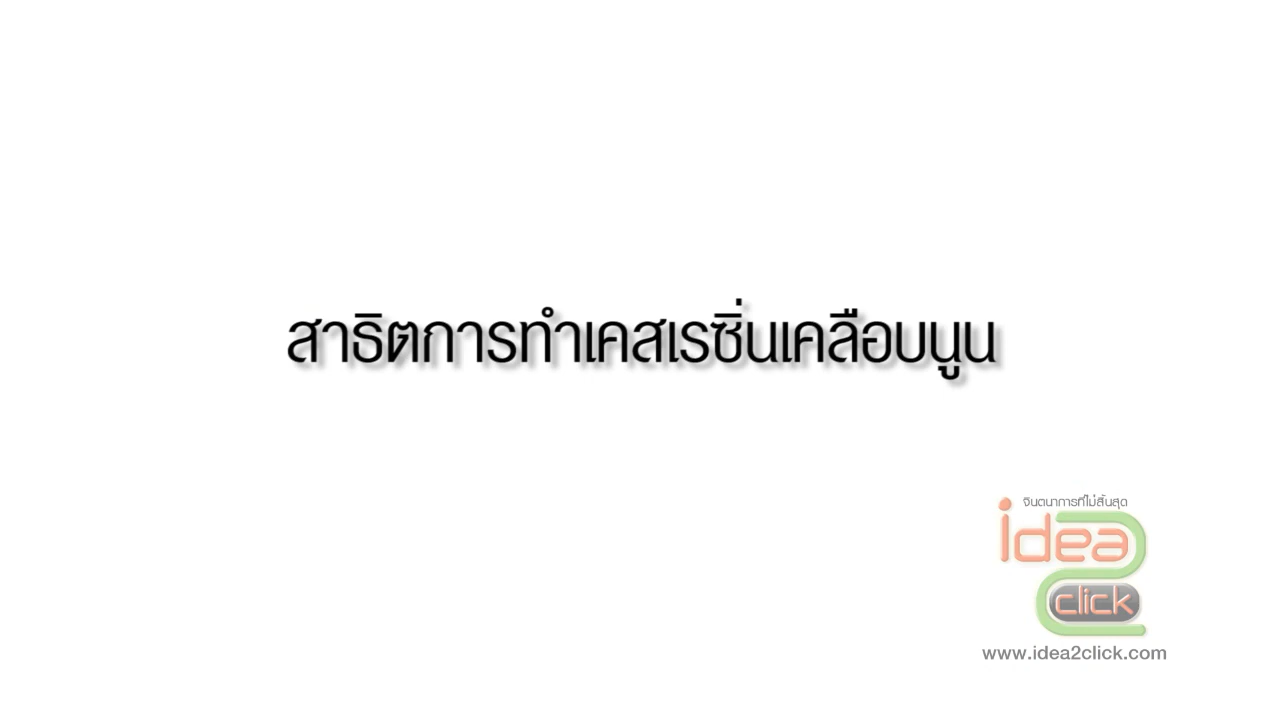 สาธิตการทำเคสเรซิ่นเคลือบนูน
จินตนาการที่ไม่สิ้นสุด
idea
2
click
www.idea2click.com